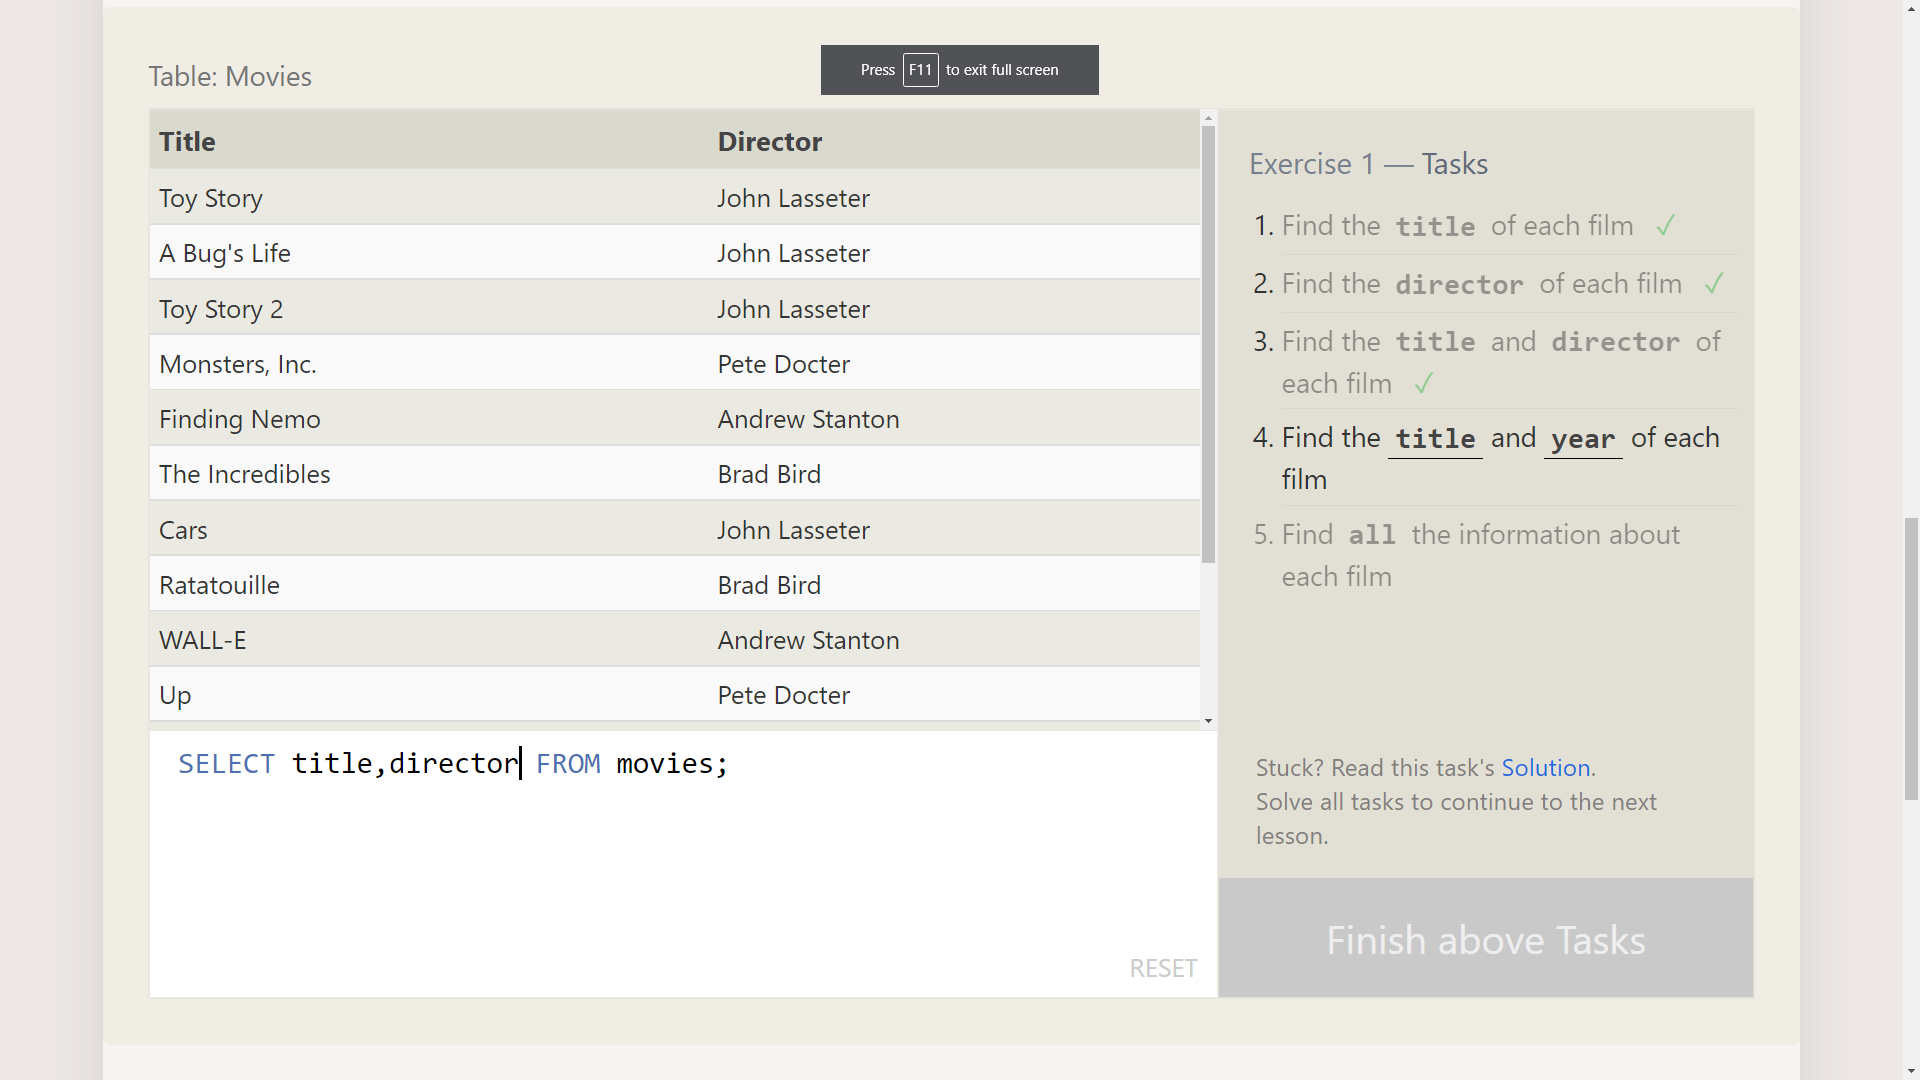 Press F11 to exit full screen
Table: Movies
Title Director
Toy Story John Lasseter
A Bug's Life John Lasseter
Toy Story 2 John Lasseter
Monsters, Inc. Pete Docter
Finding Nemo Andrew Stanton
The Incredibles Brad Bird
Cars John Lasseter
Ratatouille Brad Bird
WALL-E Andrew Stanton
Up Pete Docter
SELECT title,director FROM movies;
RESET
Exercise 1 — Tasks
1. Find the title of each film ✓
2. Find the director of each film ✓
3. Find the title and director of
each film ✓
4. Find the title and year of each
film
5. Find all the information about
each film
Stuck? Read this task's Solution.
Solve all tasks to continue to the next
lesson.
Finish above Tasks